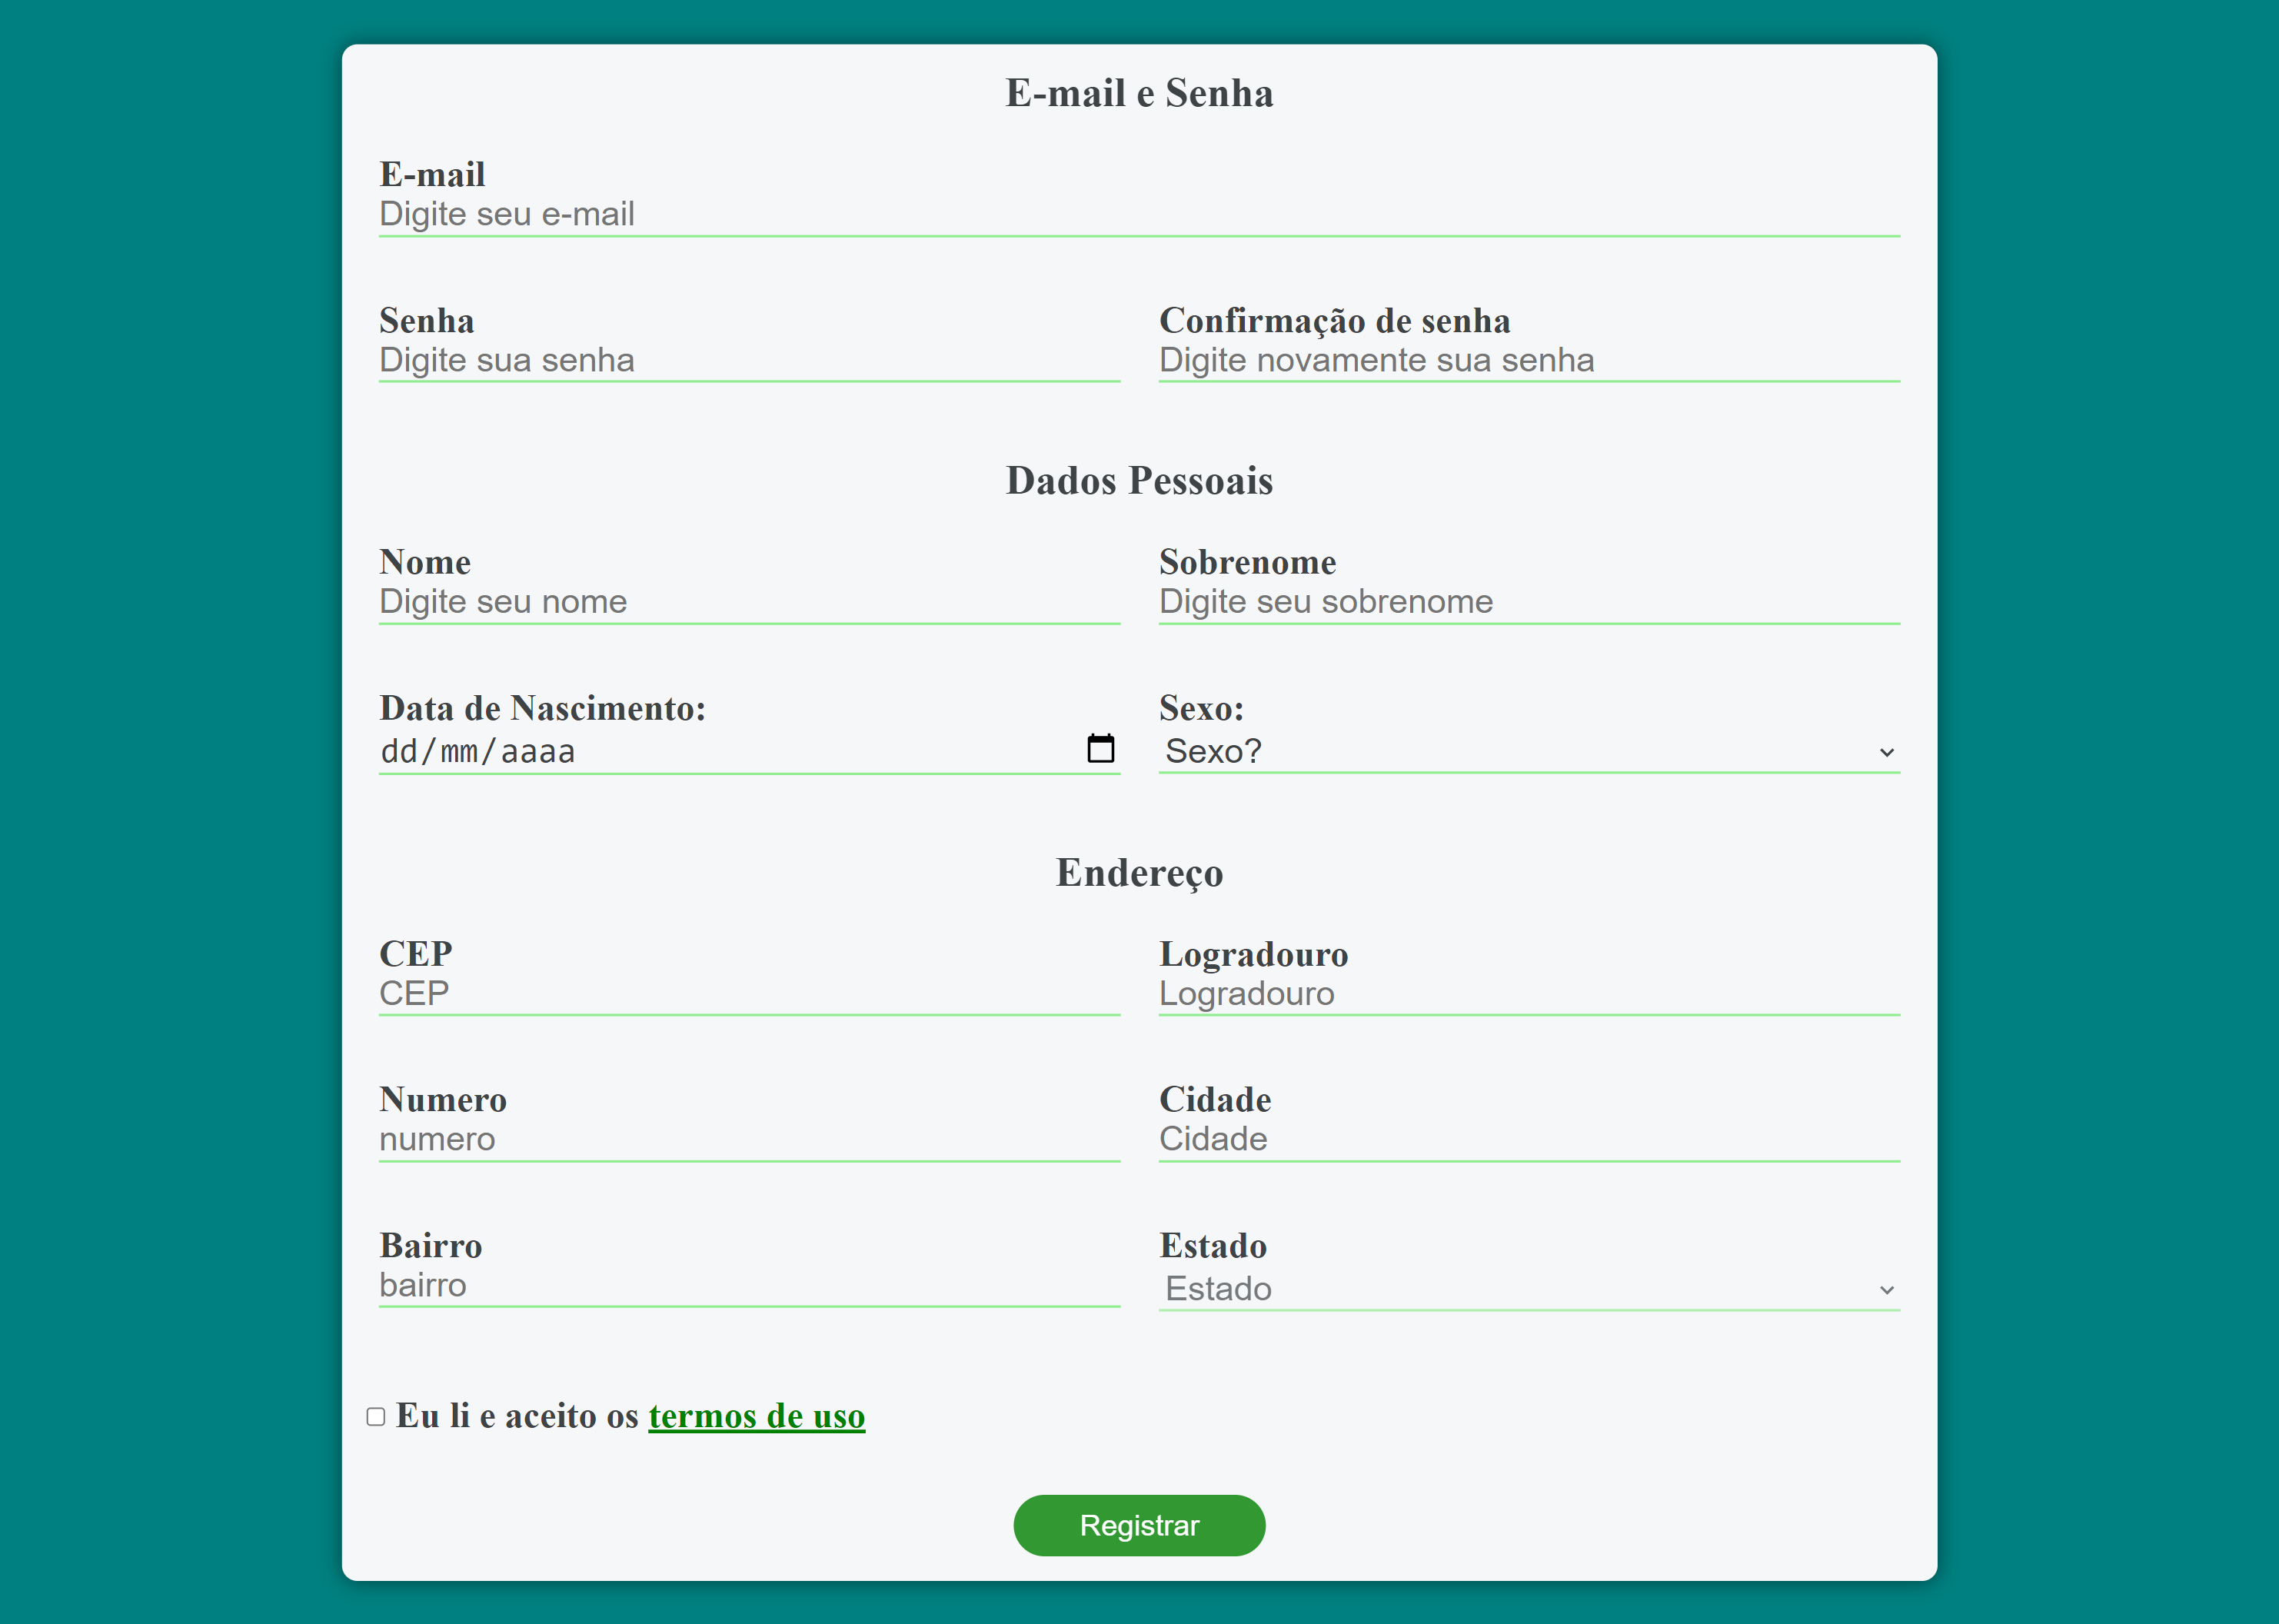 E-mail e Senha
E-mail
Digite seu e-mail
Senha
Digite sua senha
Confirmação de senha
Digite novamente sua senha
Dados Pessoais
Nome
Digite seu nome
Sobrenome
Digite seu sobrenome
Data de Nascimento:
dd/mm/aaaa
Sexo:
Sexo?
Endereço
CEP
CEP
Logradouro
Logradouro
Numero
numero
Cidade
Cidade
Bairro
bairro
Estado
Estado
Eu li e aceito os termos de uso
Registrar